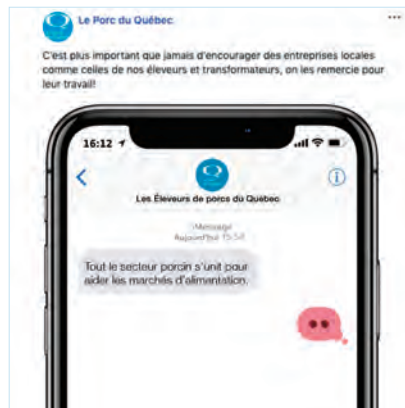 Le Porc du Québec
C'est plus important que jamais d'encourager des entreprises locales
comme celles de nos éleveurs et transformateurs, on les remercie pour
leur travail!
16:12
Les Éleveurs de porcs du Québec
iMessage
Aujourd'hui 15:58
Tout le secteur porcin s'unit pour
aider les marchés d'alimentation.